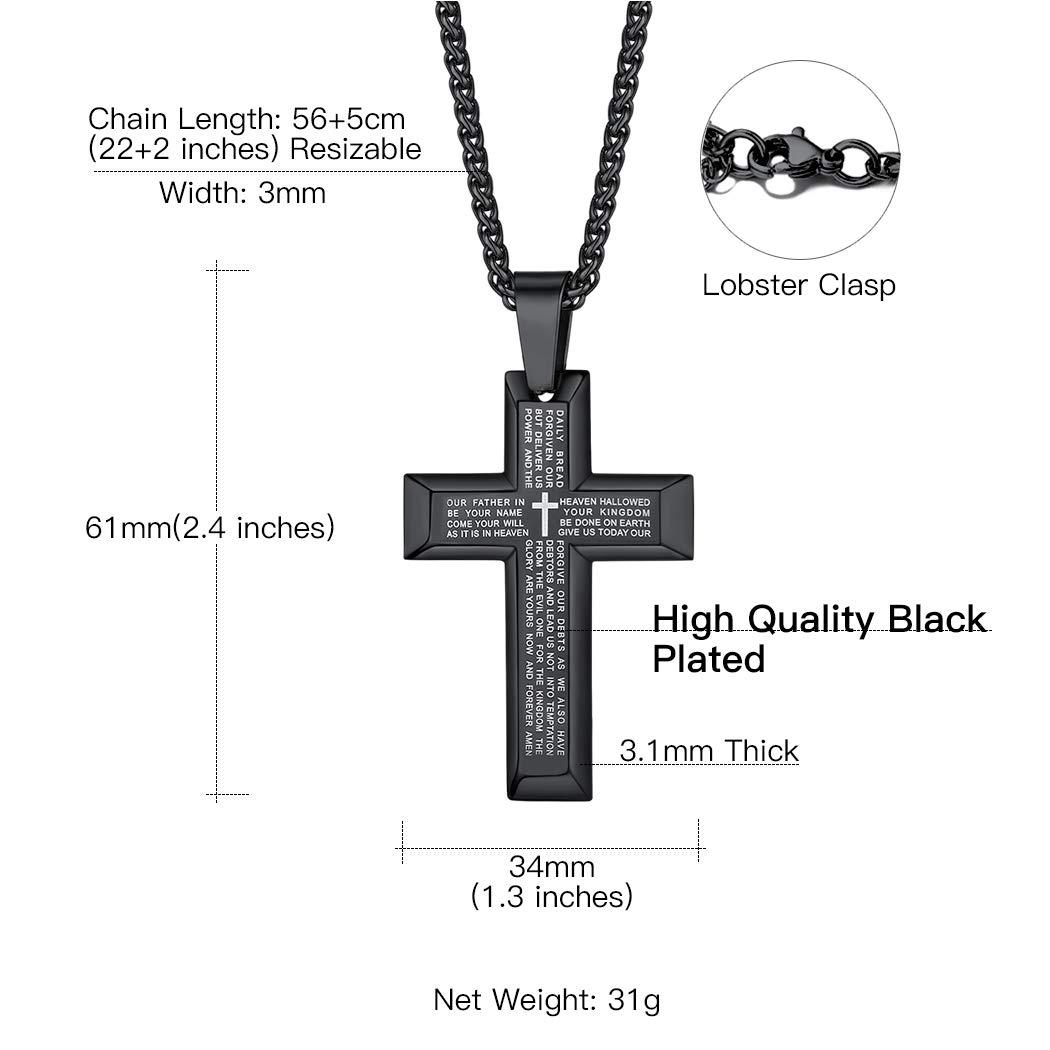 Chain Length: 56+5cm
(22+2 inches) Resizable
Width: 3mm
Lobster Clasp
DAILY BREAD
FORGIVEN OUR
BUT DELIVER US
POWER AND THE
OUR FATHER IN
BE YOUR NAME
COME YOUR WILL
AS IT IS IN HEAVEN
HEAVEN HALLOWED
YOUR KINGDOM
BE DONE ON EARTH
GIVE US TODAY OUR
FORGIVE OUR DEBTS AS WE ALSO HAVE
DEBTORS AND LEAD US NOT INTO TEMPTATION
FROM THE EVIL ONE FOR THE KINGDOM THE
GLORY ARE YOURS NOW AND FOREVER AMEN
61mm(2.4 inches)
High Quality Black
Plated
3.1mm Thick
34mm
(1.3 inches)
Net Weight: 31g